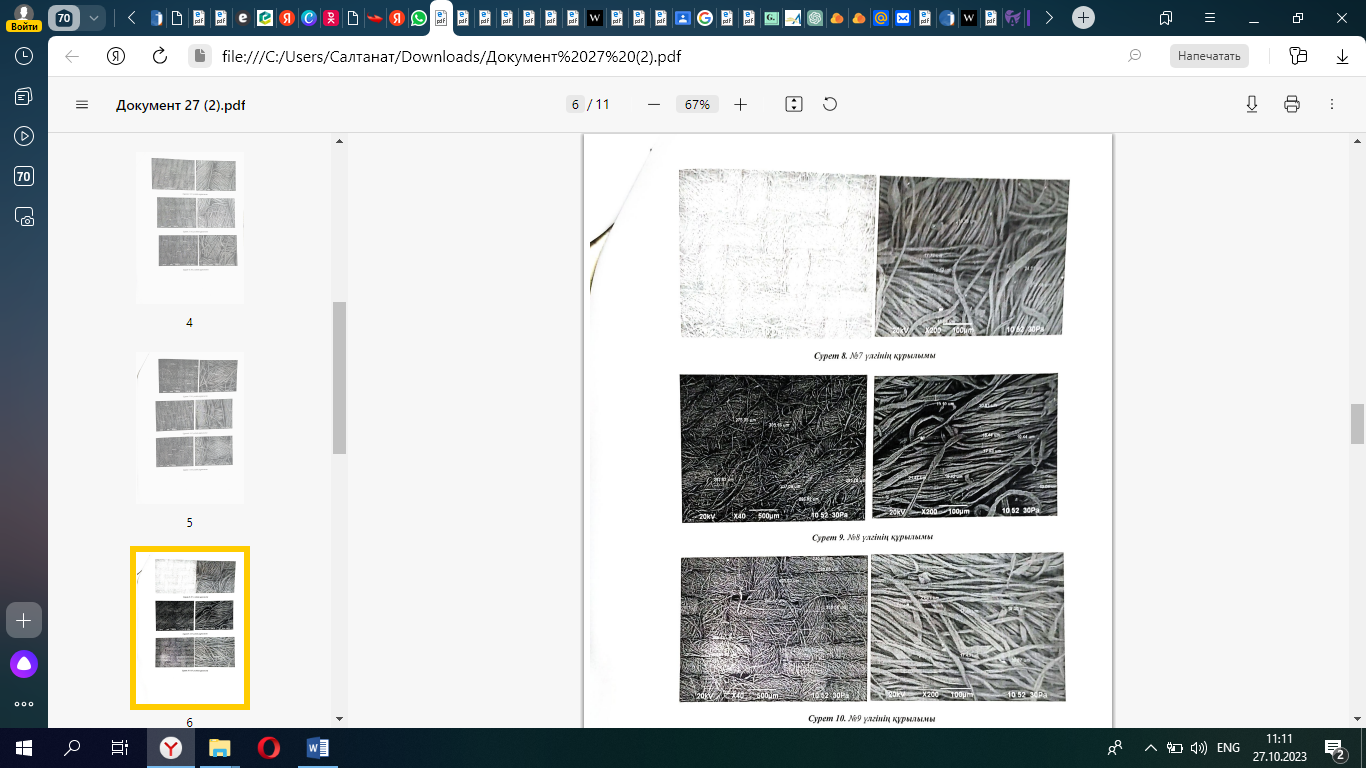 Войти
70
file:///C:/Users/Салтанат/Downloads/Документ%2027%20(2).pdf
Напечатать
Документ 27 (2).pdf
6 / 11
67%
70
4
5
6
20kV X200 100μm 10 52 30Pa
Сурет 8. №7 үлгінің құрылымы
20kV X40 500μm 10 52 30Pa
20kV X200 100μm 10 52 30Pa
Сурет 9. №8 үлгінің құрылымы
20kV X40 500μm 10 52 30Pa
20kV X200 100μm 10 52 30Pa
Сурет 10. №9 үлгінің құрылымы
ENG
11:11
27.10.2023
2